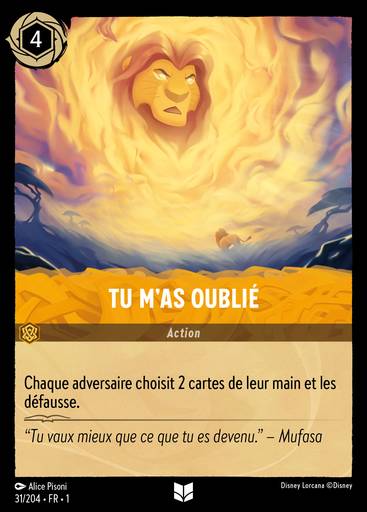 4
TU M'AS OUBLIÉ
Action
Chaque adversaire choisit 2 cartes de leur main et les
défausse.
“Tu vaux mieux que ce que tu es devenu.” – Mufasa
Alice Pisoni
Disney Lorcana ©Disney
31/204 • FR • 1